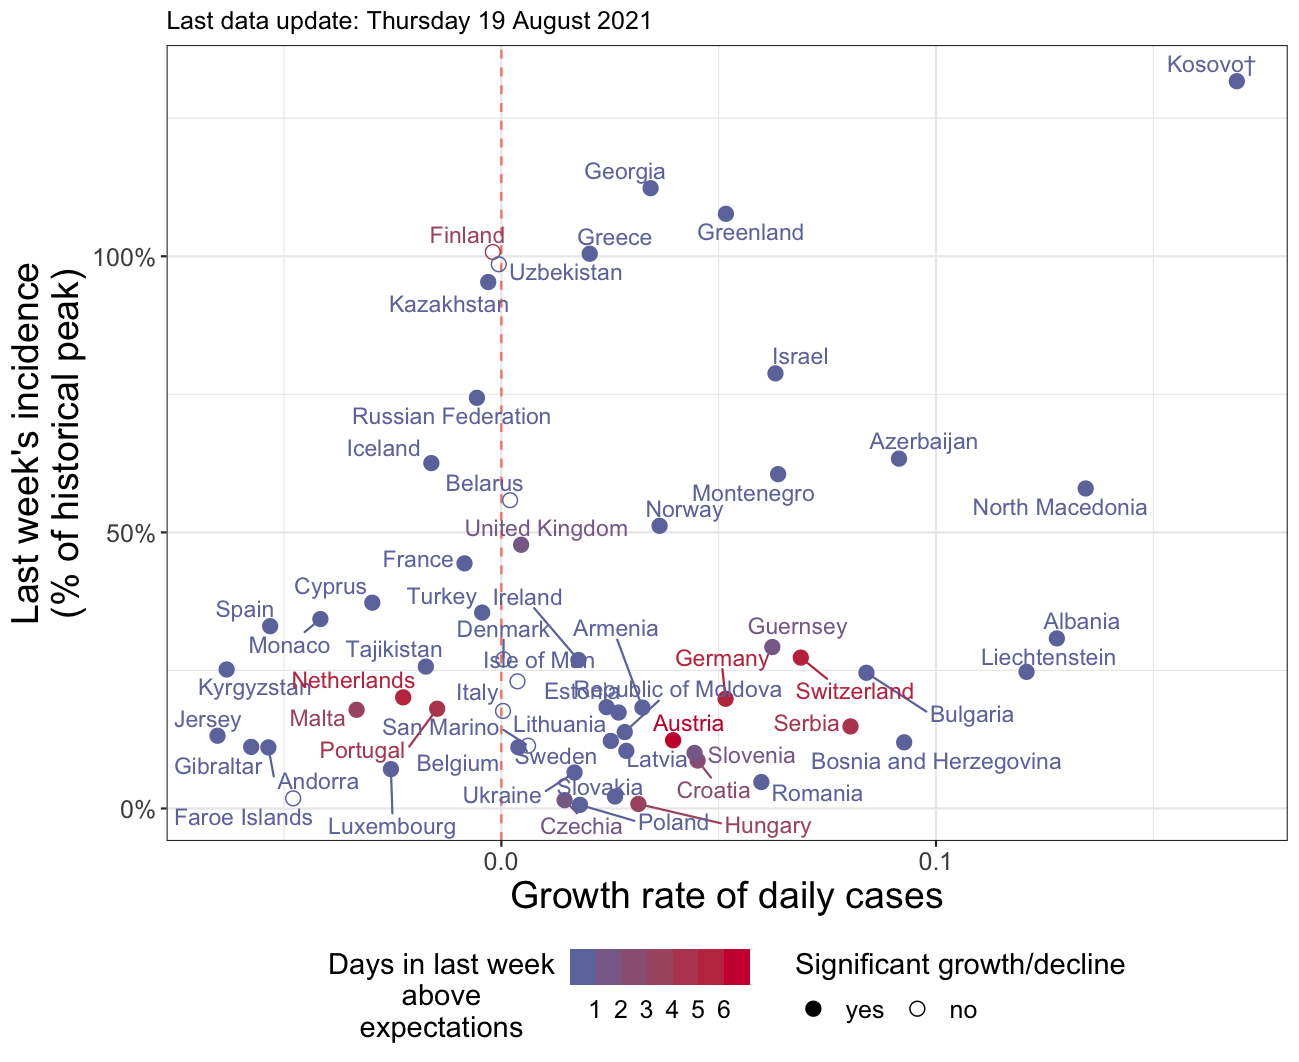 Last data update: Thursday 19 August 2021
Kosovo†
Georgia
Greenland
Finland
Greece
Uzbekistan
Kazakhstan
Israel
Russian Federation
Iceland
Azerbaijan
Belarus
Montenegro
North Macedonia
Norway
United Kingdom
France
Cyprus
Turkey
Ireland
Spain
Monaco
Denmark
Armenia
Guernsey
Albania
Tajikistan
Isle of Man
Germany
Liechtenstein
Kyrgyzstan
Netherlands
Italy
Estonia
Republic of Moldova
Switzerland
Jersey
Malta
San Marino
Lithuania
Austria
Serbia
Bulgaria
Portugal
Gibraltar
Andorra
Belgium
Sweden
Latvia
Slovenia
Bosnia and Herzegovina
Ukraine
Slovakia
Croatia
Romania
Faroe Islands
Luxembourg
Czechia
Poland
Hungary
100%
50%
0%
0.0
0.1
Last week's incidence
(% of historical peak)
Growth rate of daily cases
Days in last week
above
expectations
1 2 3 4 5 6
Significant growth/decline
yes
no